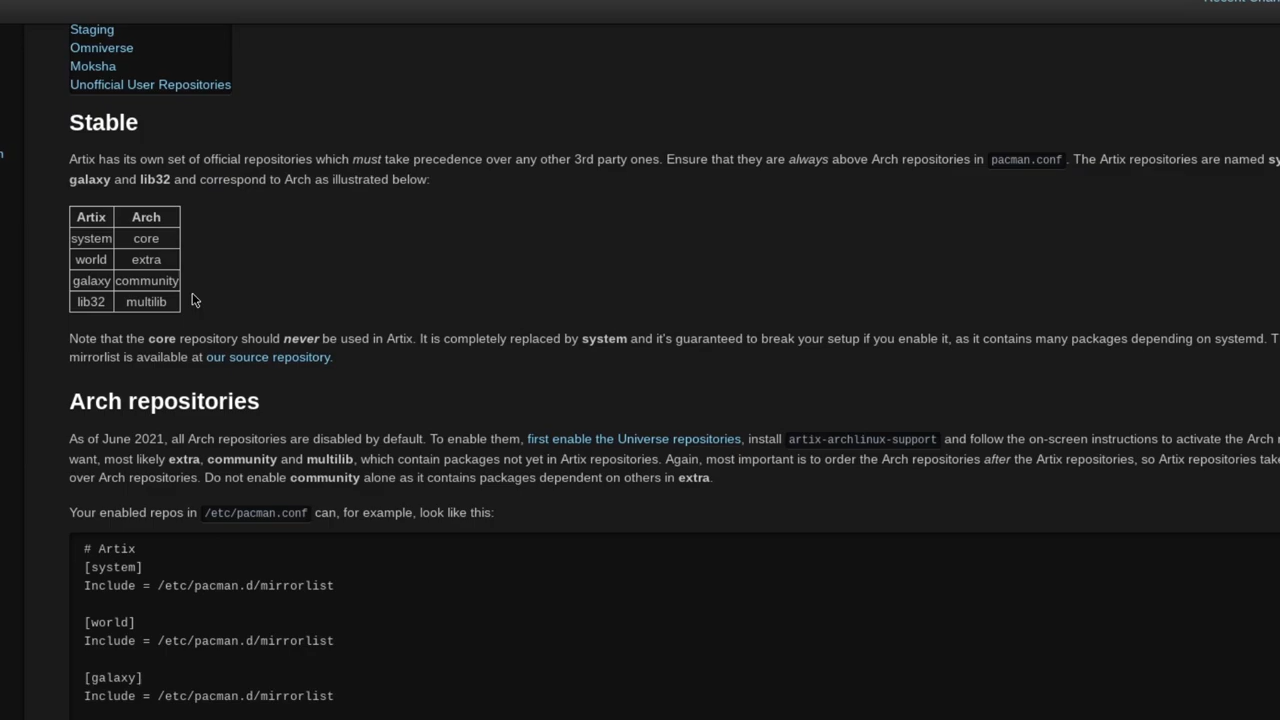 Staging
Omniverse
Moksha
Unofficial User Repositories
Stable
Artix has its own set of official repositories which must take precedence over any other 3rd party ones. Ensure that they are always above Arch repositories in pacman.conf. The Artix repositories are named
galaxy and lib32 and correspond to Arch as illustrated below:
Artix Arch
system core
world extra
galaxy community
lib32 multilib
Note that the core repository should never be used in Artix. It is completely replaced by system and it's guaranteed to break your setup if you enable it, as it contains many packages depending on systemd.
mirrorlist is available at our source repository.
Arch repositories
As of June 2021, all Arch repositories are disabled by default. To enable them, first enable the Universe repositories, install artix-archlinux-support and follow the on-screen instructions to activate the Arch
want, most likely extra, community and multilib, which contain packages not yet in Artix repositories. Again, most important is to order the Arch repositories after the Artix repositories, so Artix repositories
over Arch repositories. Do not enable community alone as it contains packages dependent on others in extra.
Your enabled repos in /etc/pacman.conf can, for example, look like this:
# Artix
[system]
Include = /etc/pacman.d/mirrorlist
[world]
Include = /etc/pacman.d/mirrorlist
[galaxy]
Include = /etc/pacman.d/mirrorlist